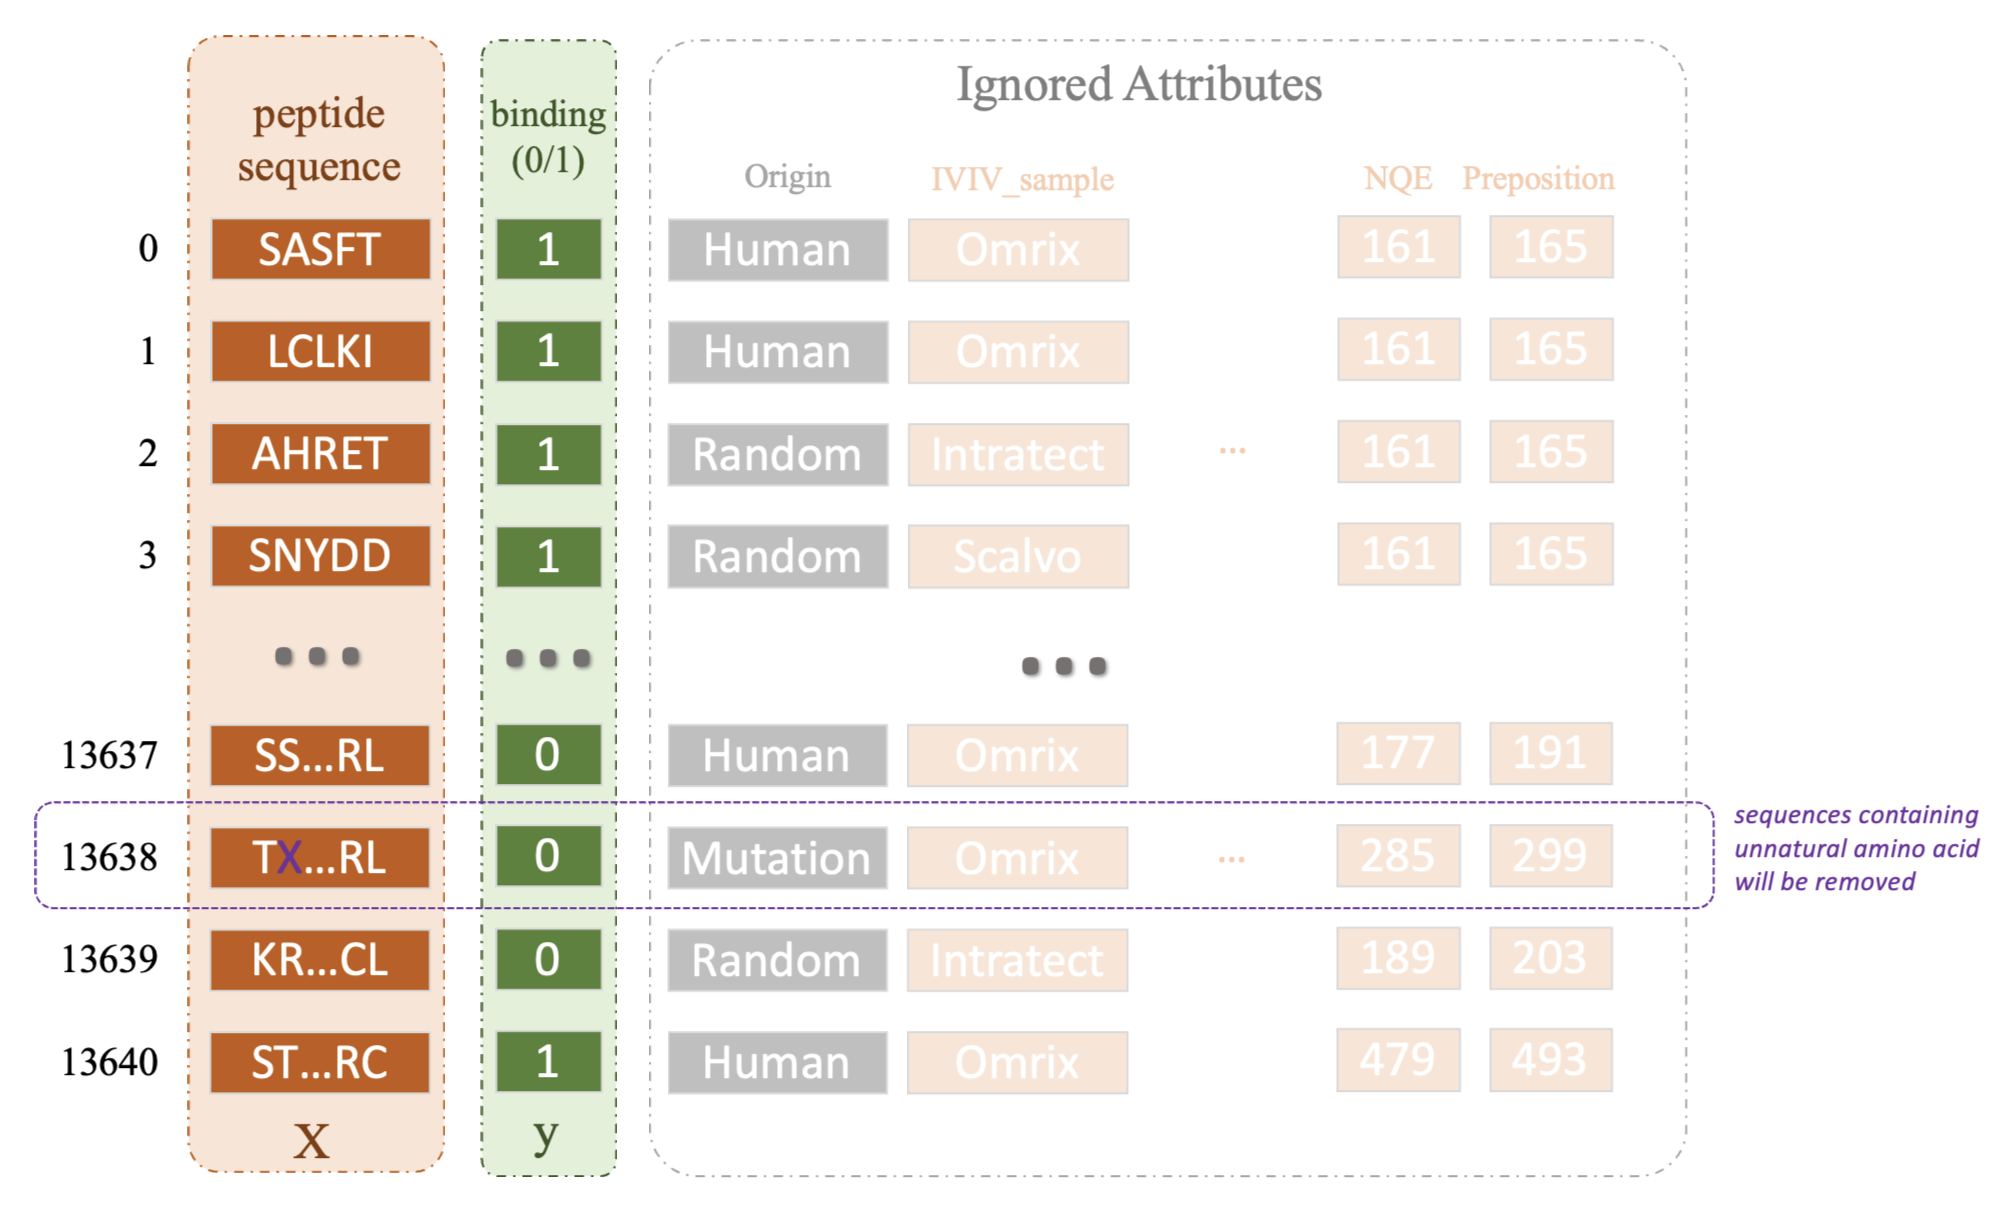 Ignored Attributes
peptide
sequence
binding
(0/1)
Origin
IVIV_sample
NQE
Preposition
0 SASFT 1 Human Omrix 161 165
1 LCLKI 1 Human Omrix 161 165
2 AHRET 1 Random Intratect ... 161 165
3 SNYDD 1 Random Scalvo 161 165
... ... ...
13637 SS...RL 0 Human Omrix 177 191
13638 TX...RL 0 Mutation Omrix ... 285 299
sequences containing
unnatural amino acid
will be removed
13639 KR...CL 0 Random Intratect 189 203
13640 ST...RC 1 Human Omrix 479 493
X y